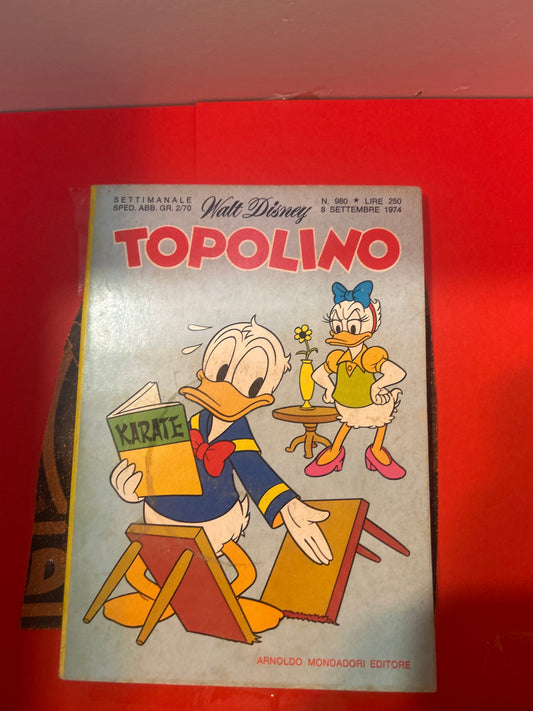 SETTIMANALE
SPED. ABB. GR. 2/70
Walt Disney
N. 980 * LIRE 250
8 SETTEMBRE 1974
TOPOLINO
KARATE
ARNOLDO MONDADORI EDITORE